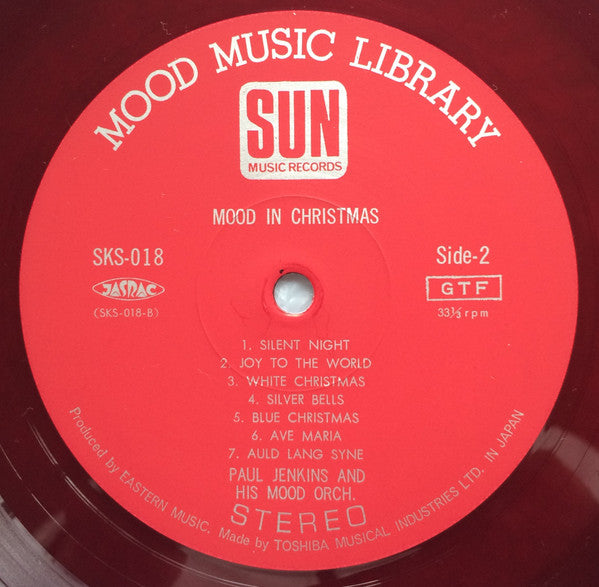 MOOD MUSIC LIBRARY
SUN
MUSIC RECORDS
MOOD IN CHRISTMAS
SKS-018
Side-2
JASRAC
GTF
(SKS-018-B)
33⅓ rpm
1. SILENT NIGHT
2. JOY TO THE WORLD
3. WHITE CHRISTMAS
4. SILVER BELLS
5. BLUE CHRISTMAS
6. AVE MARIA
7. AULD LANG SYNE
PAUL JENKINS AND
HIS MOOD ORCH.
STEREO
Produced by EASTERN MUSIC, Made by TOSHIBA MUSICAL INDUSTRIES LTD. IN JAPAN